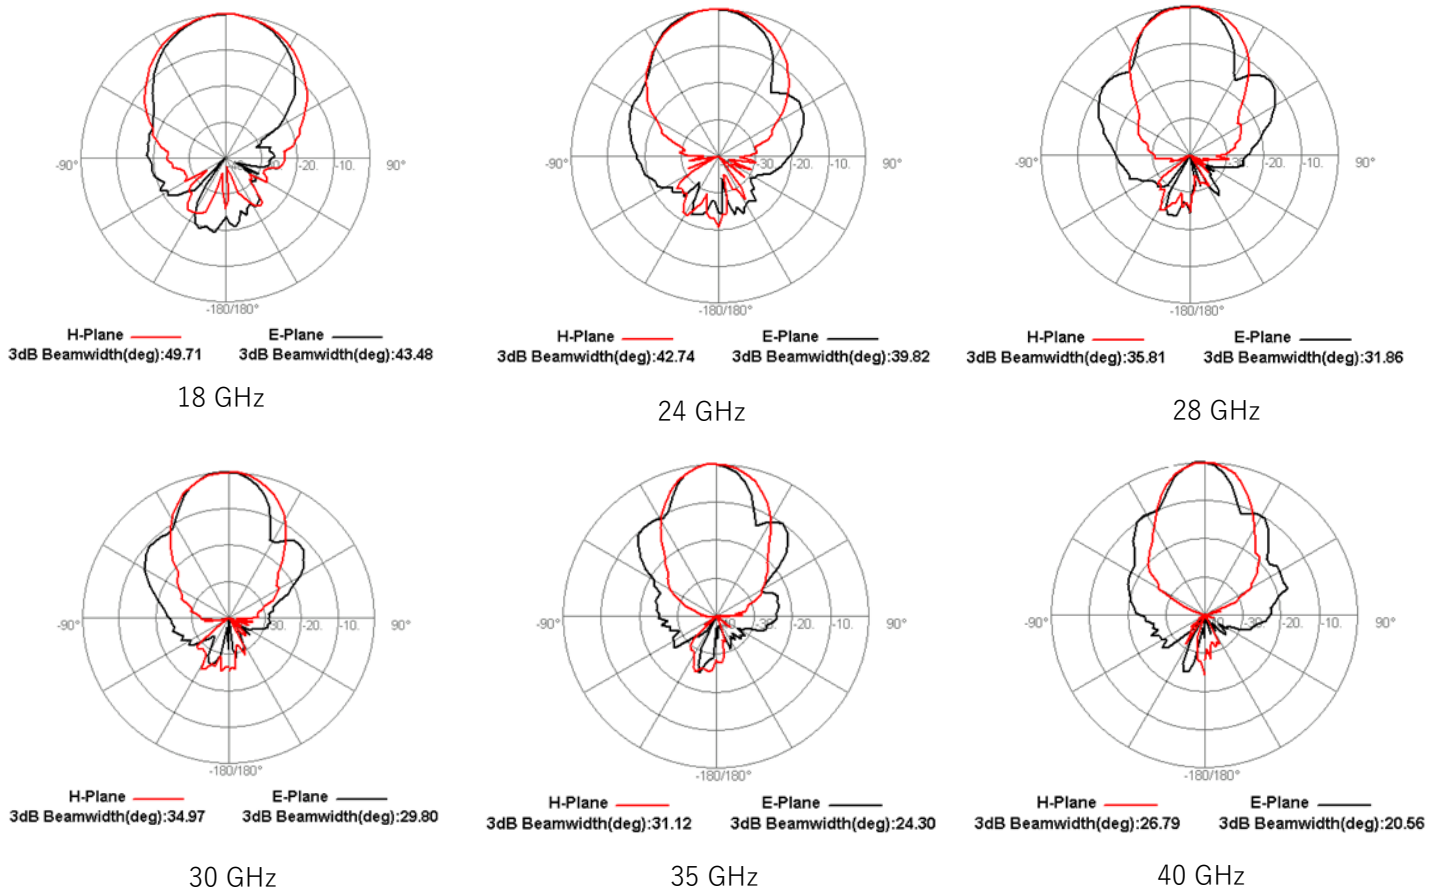 -90° -40. -30. -20. -10. 90°
-180/180°
H-Plane E-Plane
3dB Beamwidth(deg):49.71 3dB Beamwidth(deg):43.48
18 GHz
-90° -30. -20. -10. 90°
-180/180°
H-Plane E-Plane
3dB Beamwidth(deg):42.74 3dB Beamwidth(deg):39.82
24 GHz
-90° -30. -20. -10. 90°
-180/180°
H-Plane E-Plane
3dB Beamwidth(deg):35.81 3dB Beamwidth(deg):31.86
28 GHz
-90° -30. -20. -10. 90°
-180/180°
H-Plane E-Plane
3dB Beamwidth(deg):34.97 3dB Beamwidth(deg):29.80
30 GHz
-90° -30. -20. -10. 90°
-180/180°
H-Plane E-Plane
3dB Beamwidth(deg):31.12 3dB Beamwidth(deg):24.30
35 GHz
-90° -30. -20. -10. 90°
-180/180°
H-Plane E-Plane
3dB Beamwidth(deg):26.79 3dB Beamwidth(deg):20.56
40 GHz